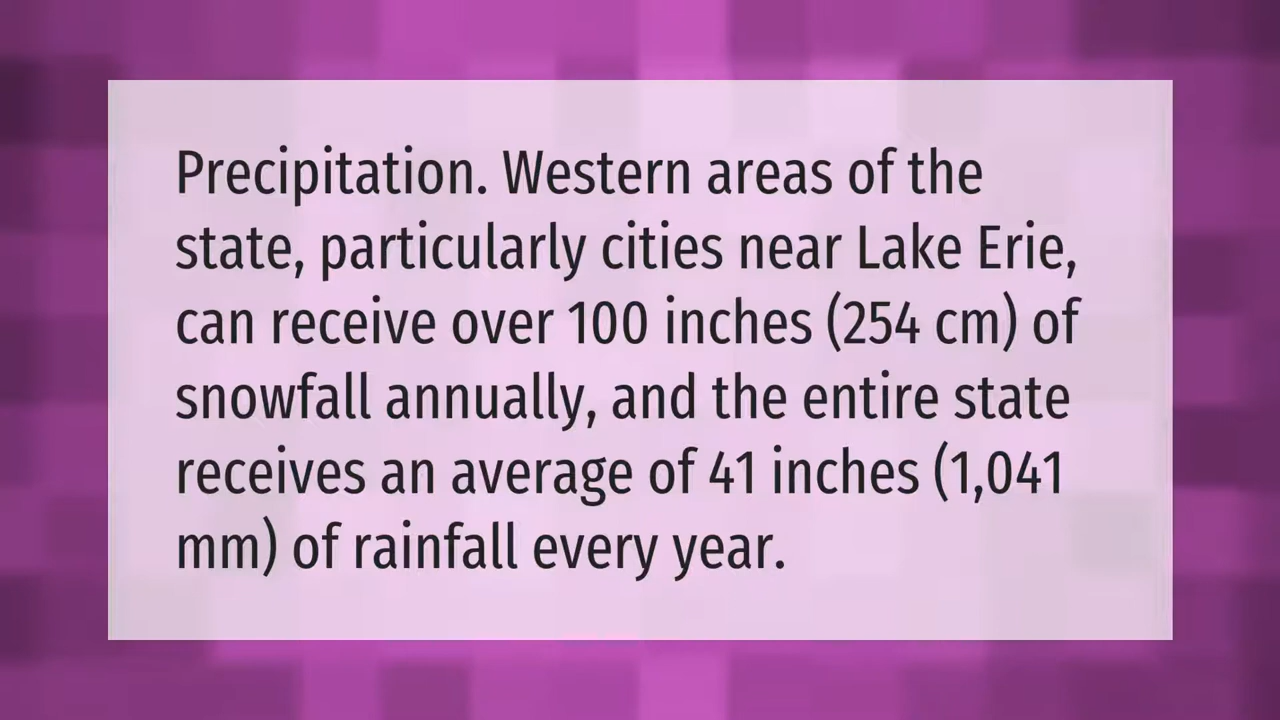 Precipitation. Western areas of the
state, particularly cities near Lake Erie,
can receive over 100 inches (254 cm) of
snowfall annually, and the entire state
receives an average of 41 inches (1,041
mm) of rainfall every year.